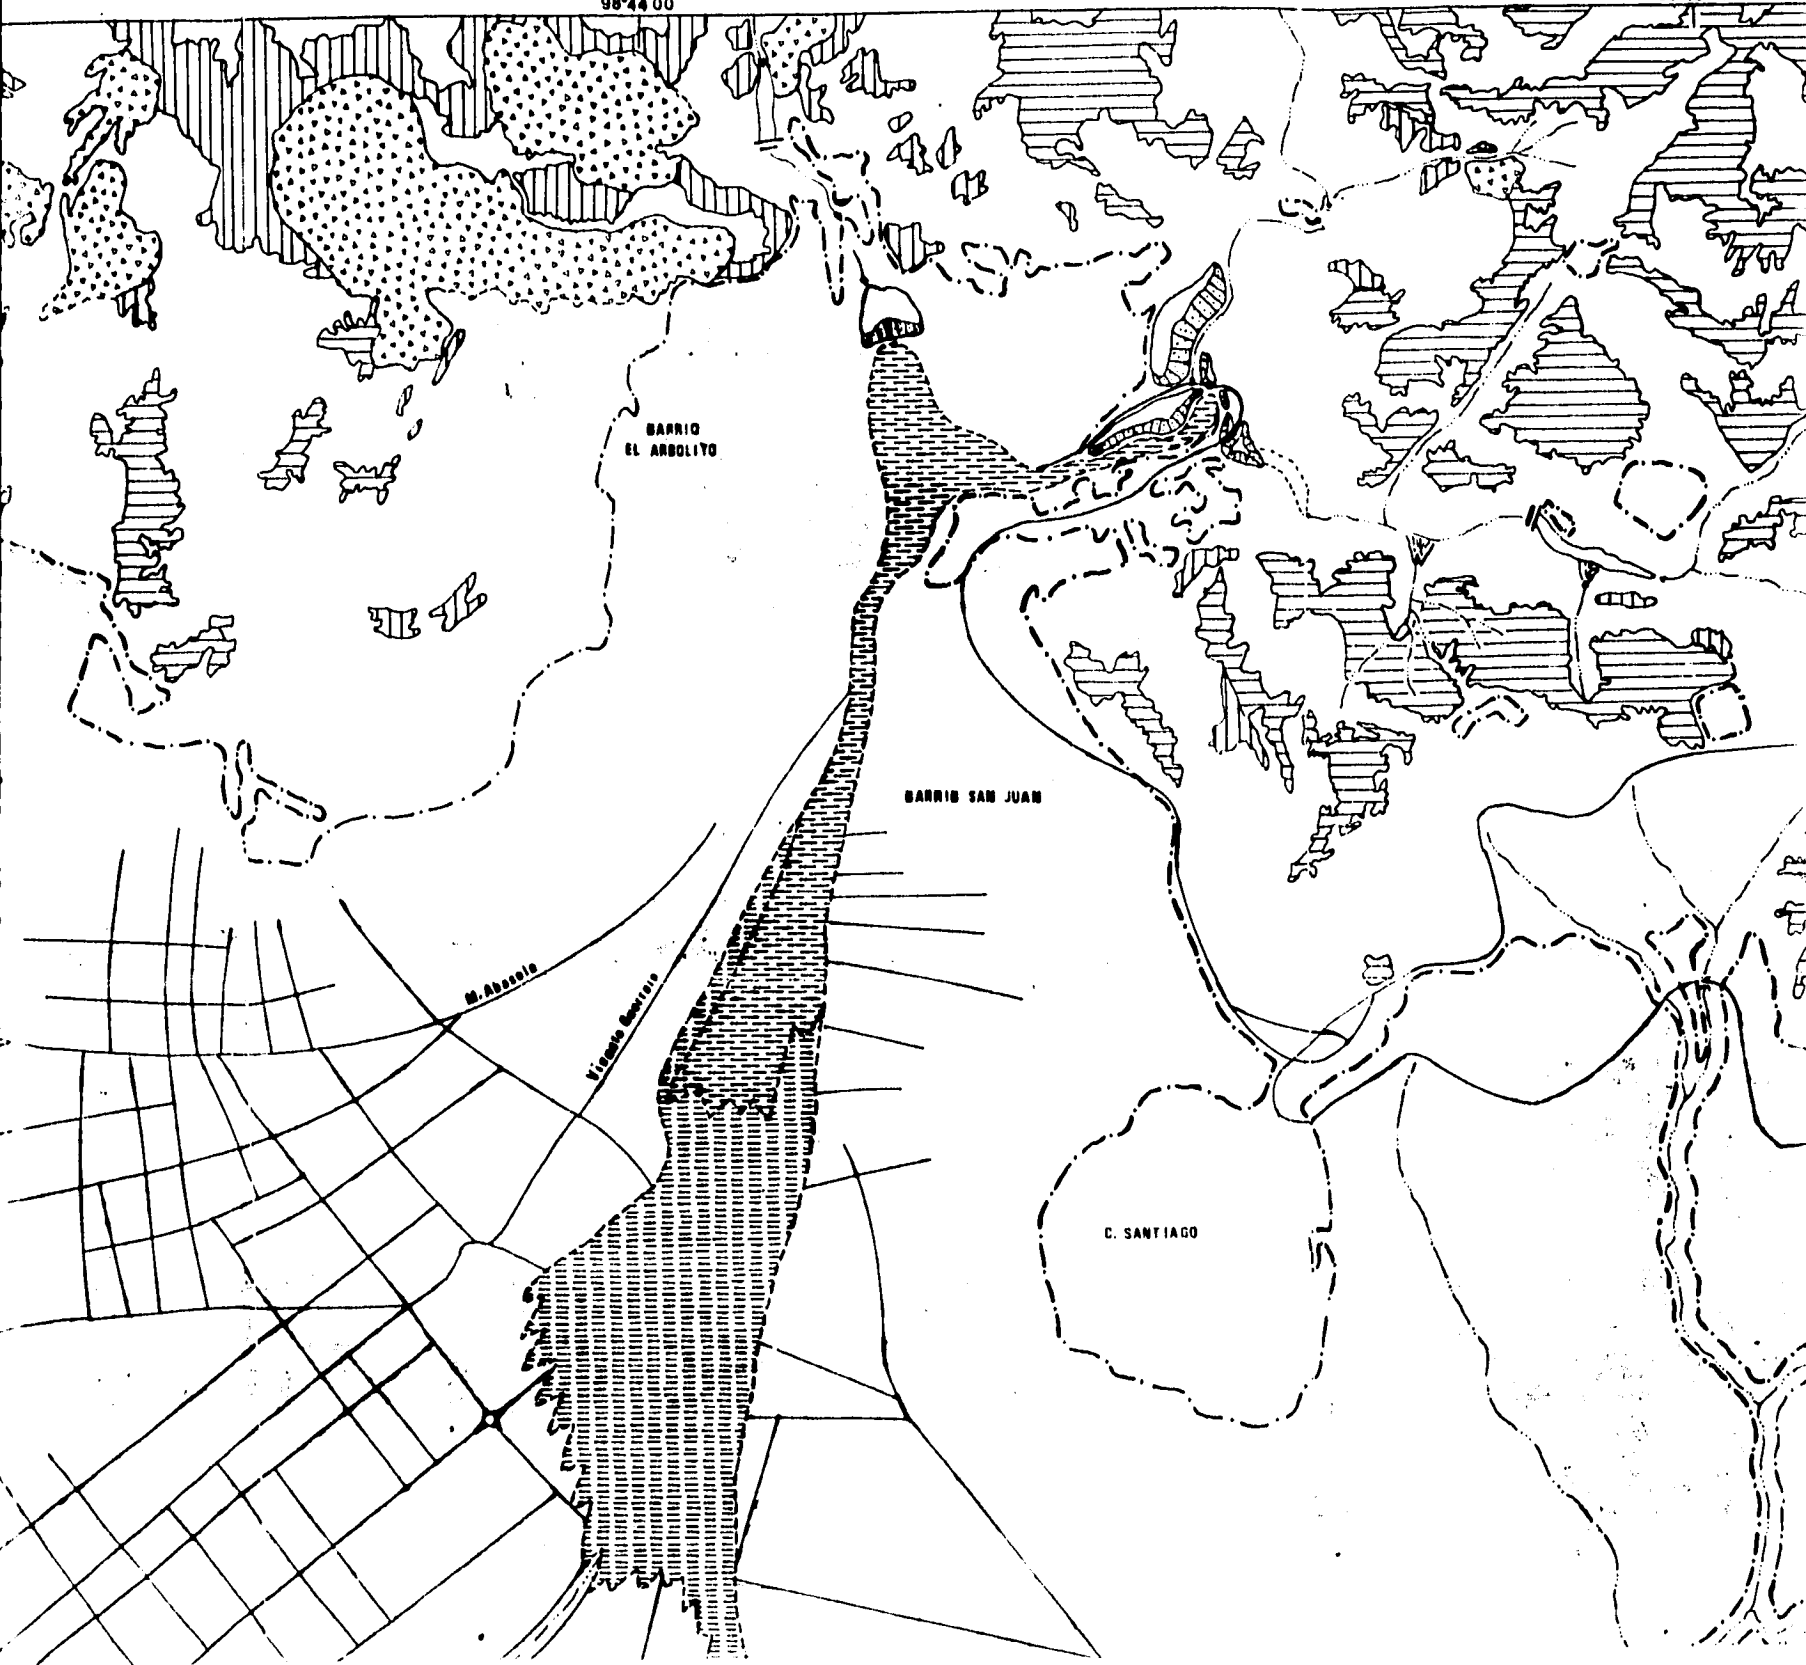 98°44'00
BARRIO
EL ARBOLITO
BARRIO SAN JUAN
M. Abasolo
Vicente Guerrero
C. SANTIAGO